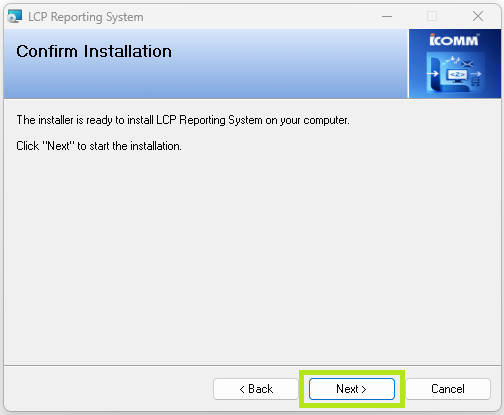 LCP Reporting System
Confirm Installation
iCOMM
<Z>
The installer is ready to install LCP Reporting System on your computer.
Click "Next" to start the installation.
< Back
Next >
Cancel